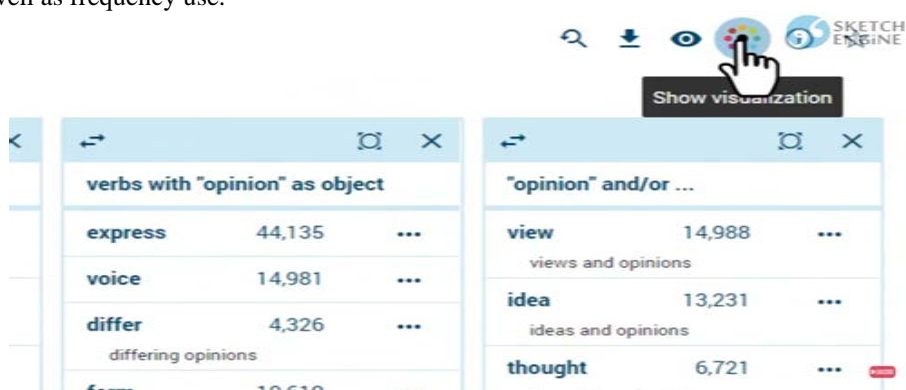 well as frequency use.
SKETCH
ENGINE
Show visualization
verbs with "opinion" as object
express 44,135
voice 14,981
differ 4,326
differing opinions
form
"opinion" and/or ...
view 14,988
views and opinions
idea 13,231
ideas and opinions
thought 6,721